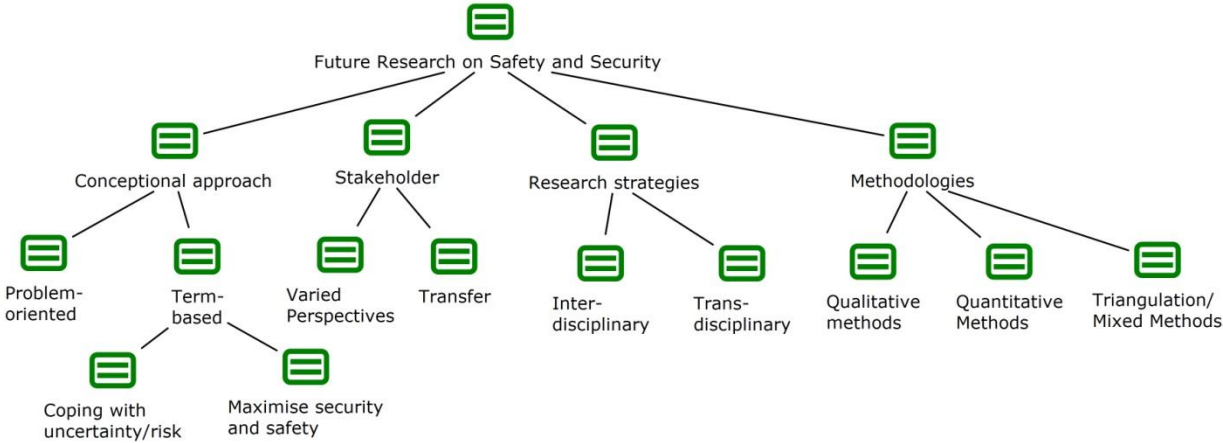 Future Research on Safety and Security
Conceptional approach
Stakeholder
Research strategies
Methodologies
Problem-
oriented
Term-
based
Varied
Perspectives
Transfer
Inter-
disciplinary
Trans-
disciplinary
Qualitative
methods
Quantitative
Methods
Triangulation/
Mixed Methods
Coping with
uncertainty/risk
Maximise security
and safety